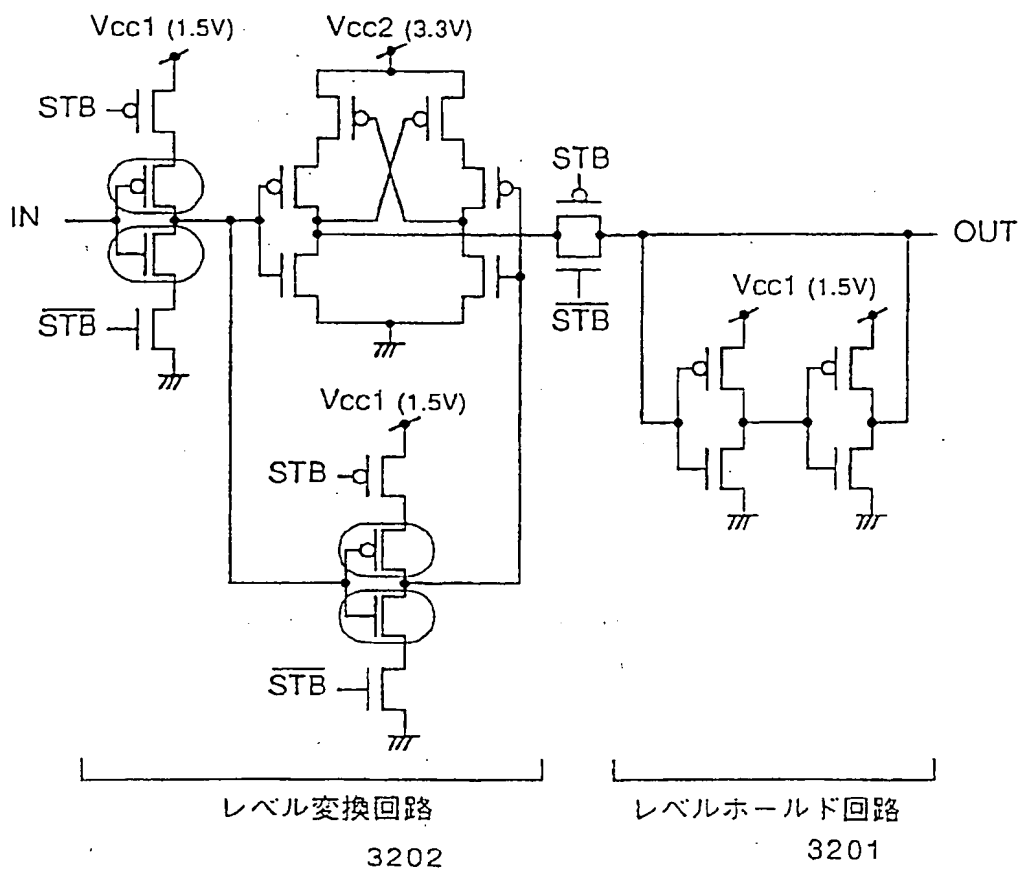 Vcc1 (1.5V)
Vcc2 (3.3V)
STB
STB
IN
OUT
STB
STB
Vcc1 (1.5V)
Vcc1 (1.5V)
STB
STB
レベル変換回路
3202
レベルホールド回路
3201